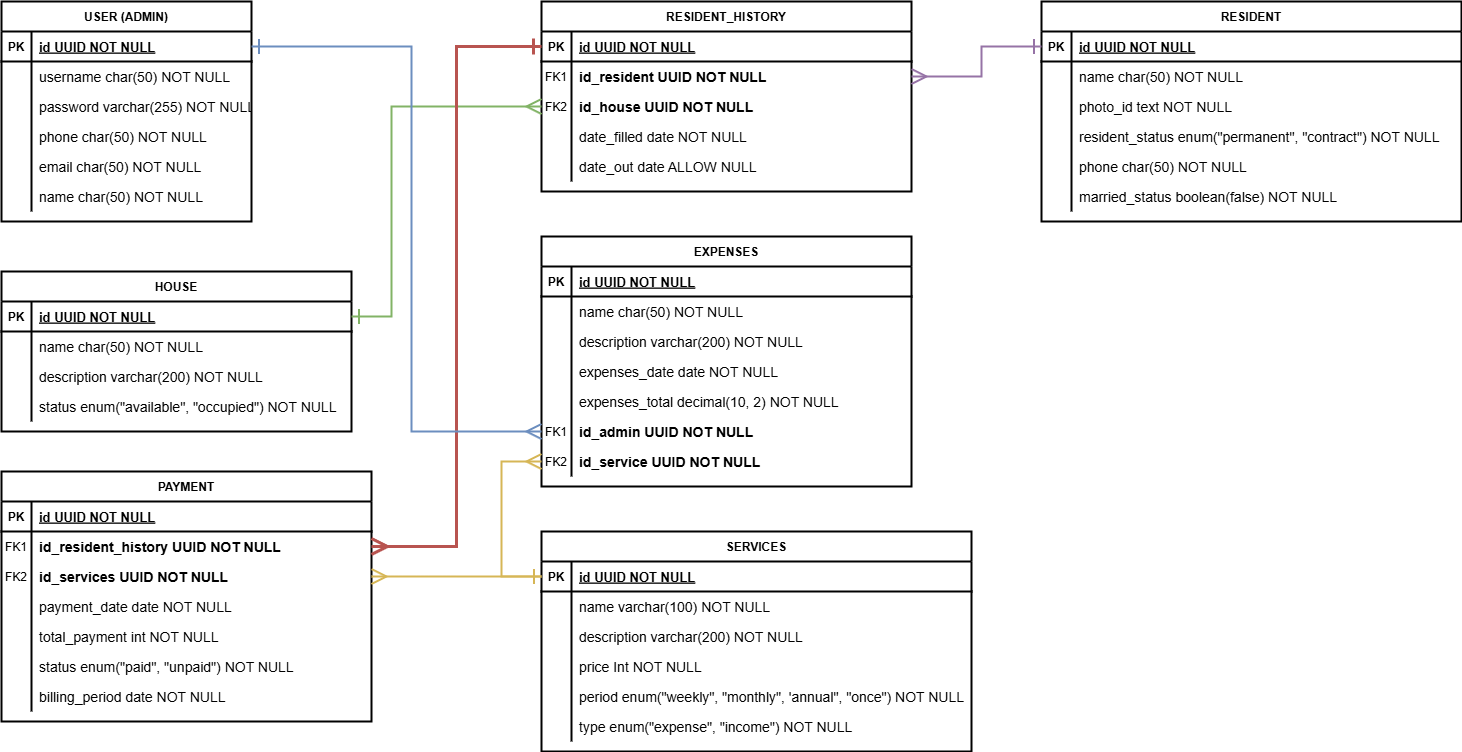 USER (ADMIN)
PK id UUID NOT NULL
username char(50) NOT NULL
password varchar(255) NOT NULL
phone char(50) NOT NULL
email char(50) NOT NULL
name char(50) NOT NULL
RESIDENT_HISTORY
PK id UUID NOT NULL
FK1 id_resident UUID NOT NULL
FK2 id_house UUID NOT NULL
date_filled date NOT NULL
date_out date ALLOW NULL
RESIDENT
PK id UUID NOT NULL
name char(50) NOT NULL
photo_id text NOT NULL
resident_status enum("permanent", "contract") NOT NULL
phone char(50) NOT NULL
married_status boolean(false) NOT NULL
HOUSE
PK id UUID NOT NULL
name char(50) NOT NULL
description varchar(200) NOT NULL
status enum("available", "occupied") NOT NULL
EXPENSES
PK id UUID NOT NULL
name char(50) NOT NULL
description varchar(200) NOT NULL
expenses_date date NOT NULL
expenses_total decimal(10, 2) NOT NULL
FK1 id_admin UUID NOT NULL
FK2 id_service UUID NOT NULL
PAYMENT
PK id UUID NOT NULL
FK1 id_resident_history UUID NOT NULL
FK2 id_services UUID NOT NULL
payment_date date NOT NULL
total_payment int NOT NULL
status enum("paid", "unpaid") NOT NULL
billing_period date NOT NULL
SERVICES
PK id UUID NOT NULL
name varchar(100) NOT NULL
description varchar(200) NOT NULL
price Int NOT NULL
period enum("weekly", "monthly", 'annual", "once") NOT NULL
type enum("expense", "income") NOT NULL